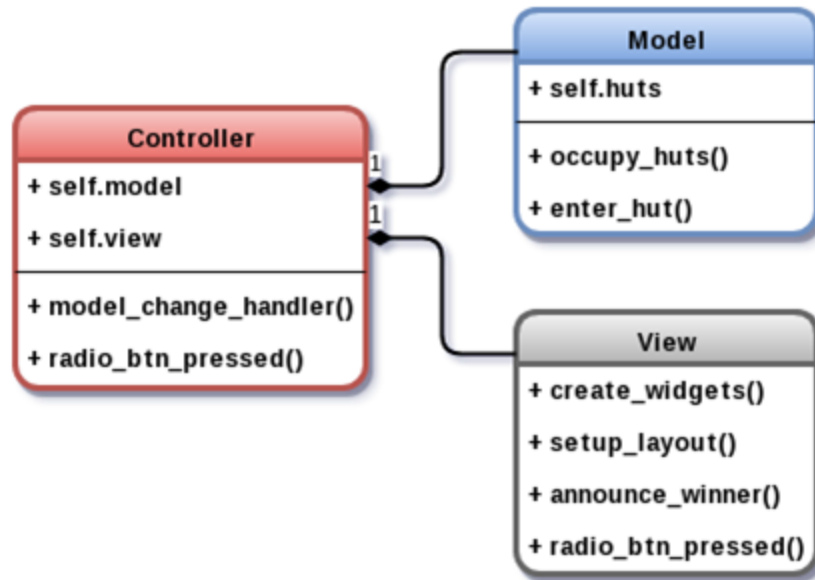 Controller
+ self.model
+ self.view
+ model_change_handler()
+ radio_btn_pressed()
1
1
Model
+ self.huts
+ occupy_huts()
+ enter_hut()
View
+ create_widgets()
+ setup_layout()
+ announce_winner()
+ radio_btn_pressed()